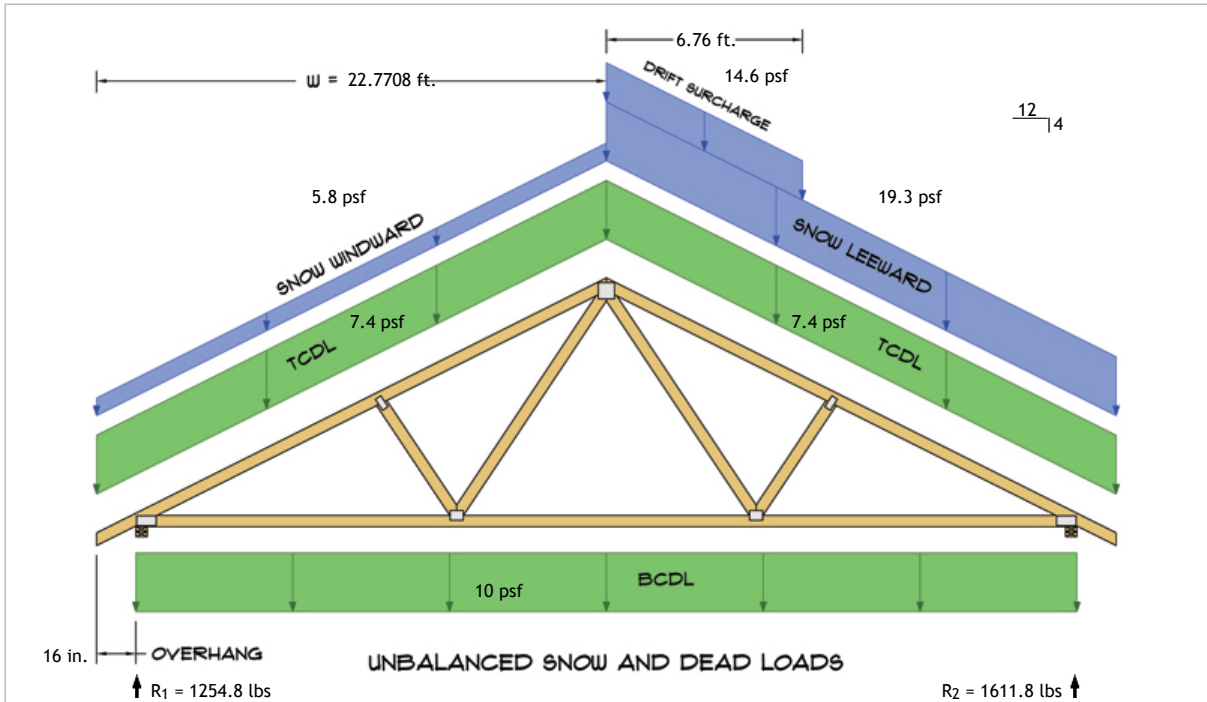 6.76 ft.
W = 22.7708 ft.
DRIFT SURCHARGE
14.6 psf
12
4
5.8 psf
19.3 psf
SNOW WINDWARD
SNOW LEEWARD
7.4 psf
7.4 psf
TCDL
TCDL
10 psf
BCDL
16 in.
OVERHANG
UNBALANCED SNOW AND DEAD LOADS
R1 = 1254.8 lbs
R2 = 1611.8 lbs